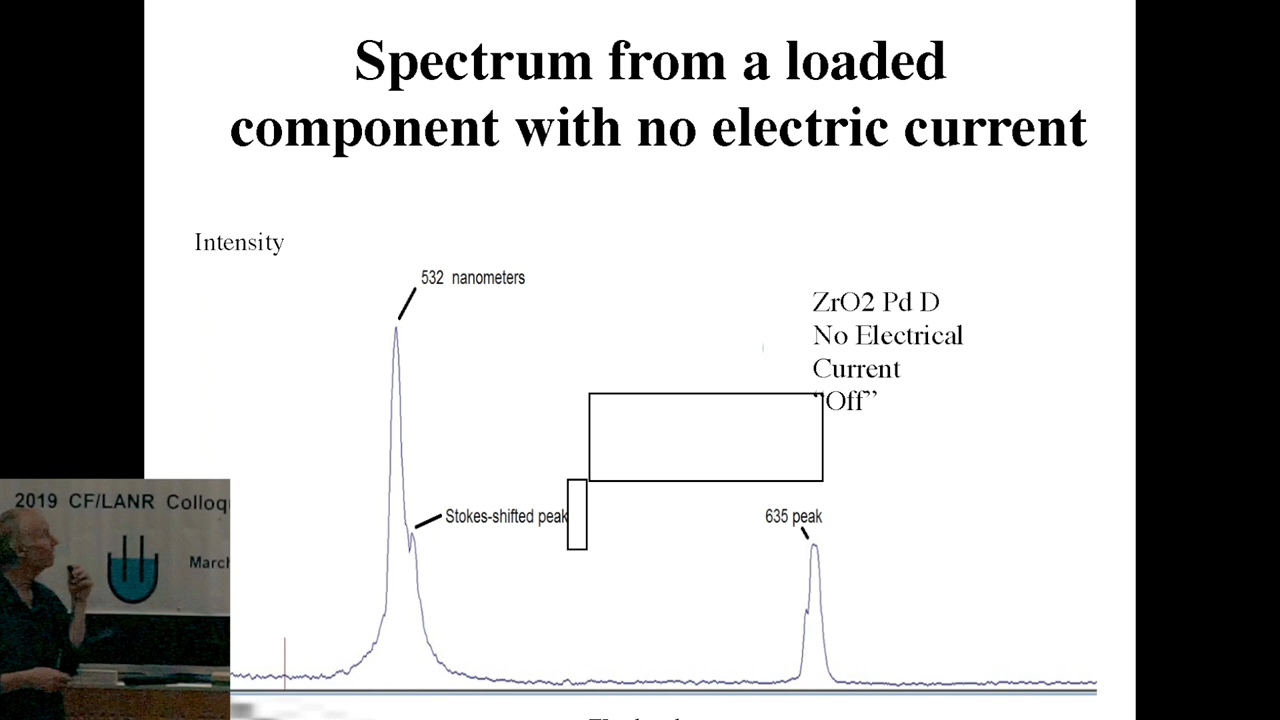 Spectrum from a loaded
component with no electric current
Intensity
532 nanometers
ZrO2 Pd D
No Electrical
Current
“Off”
Stokes-shifted peak
635 peak
2019 CF/LANR Colloq
March